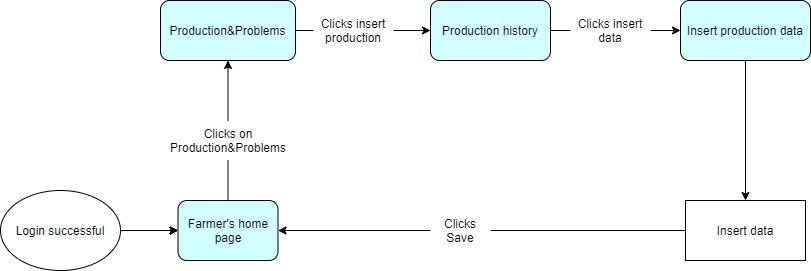 Production&Problems
Clicks insert
production
Production history
Clicks insert
data
Insert production data
Clicks on
Production&Problems
Login successful
Farmer's home
page
Clicks
Save
Insert data